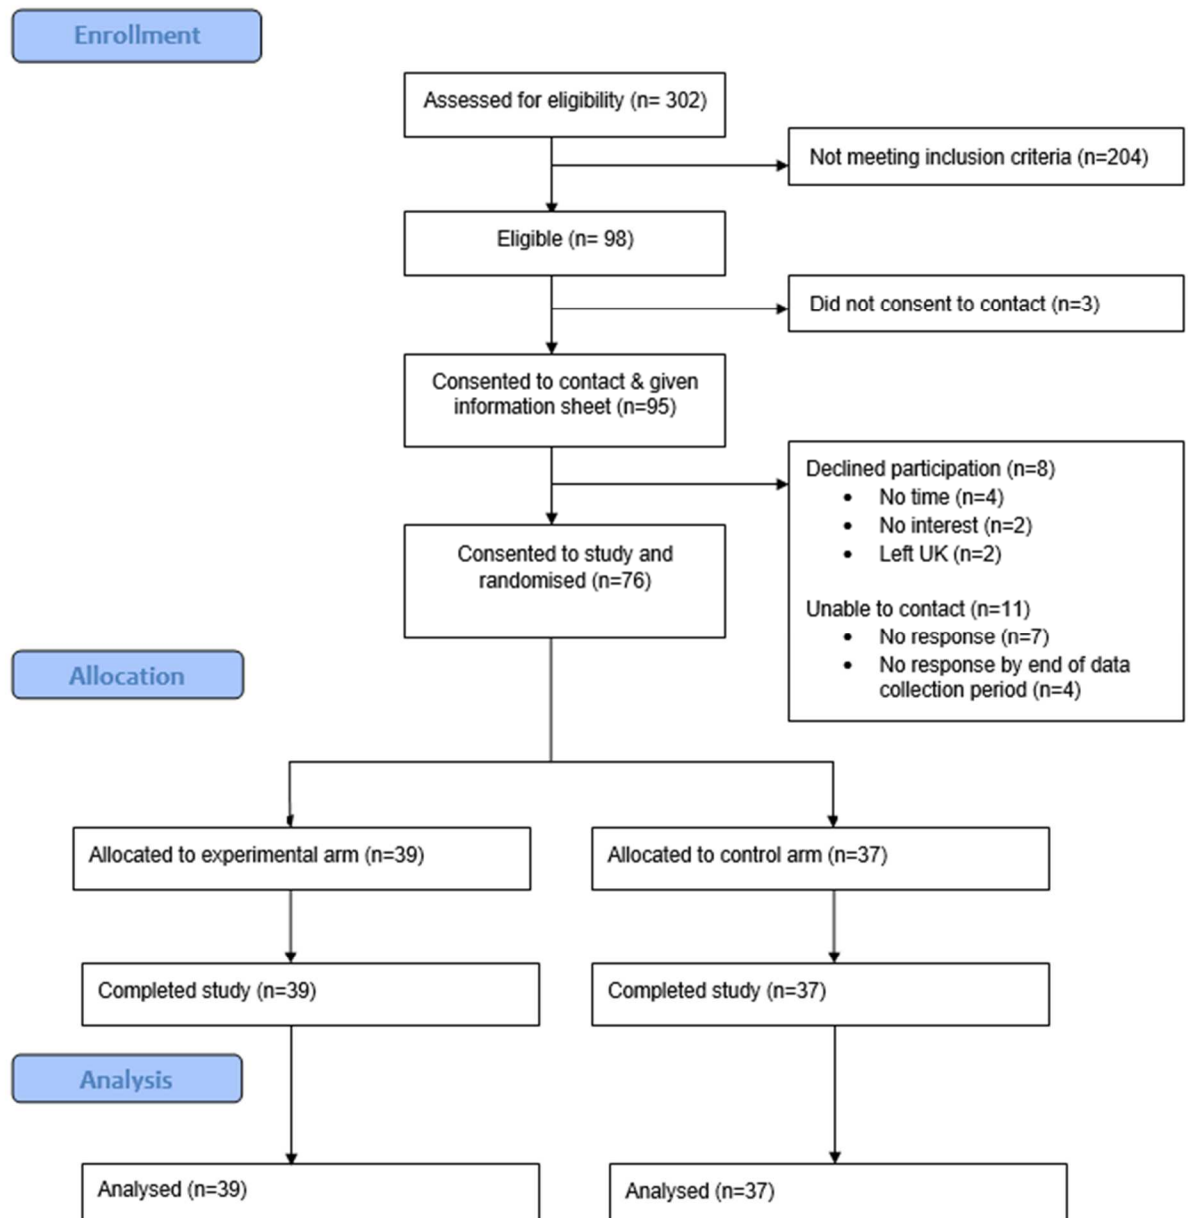 Enrollment
Assessed for eligibility (n= 302)
Not meeting inclusion criteria (n=204)
Eligible (n= 98)
Did not consent to contact (n=3)
Consented to contact & given
information sheet (n=95)
Declined participation (n=8)
• No time (n=4)
• No interest (n=2)
• Left UK (n=2)
Unable to contact (n=11)
• No response (n=7)
• No response by end of data
collection period (n=4)
Consented to study and
randomised (n=76)
Allocation
Allocated to experimental arm (n=39)
Allocated to control arm (n=37)
Completed study (n=39)
Completed study (n=37)
Analysis
Analysed (n=39)
Analysed (n=37)